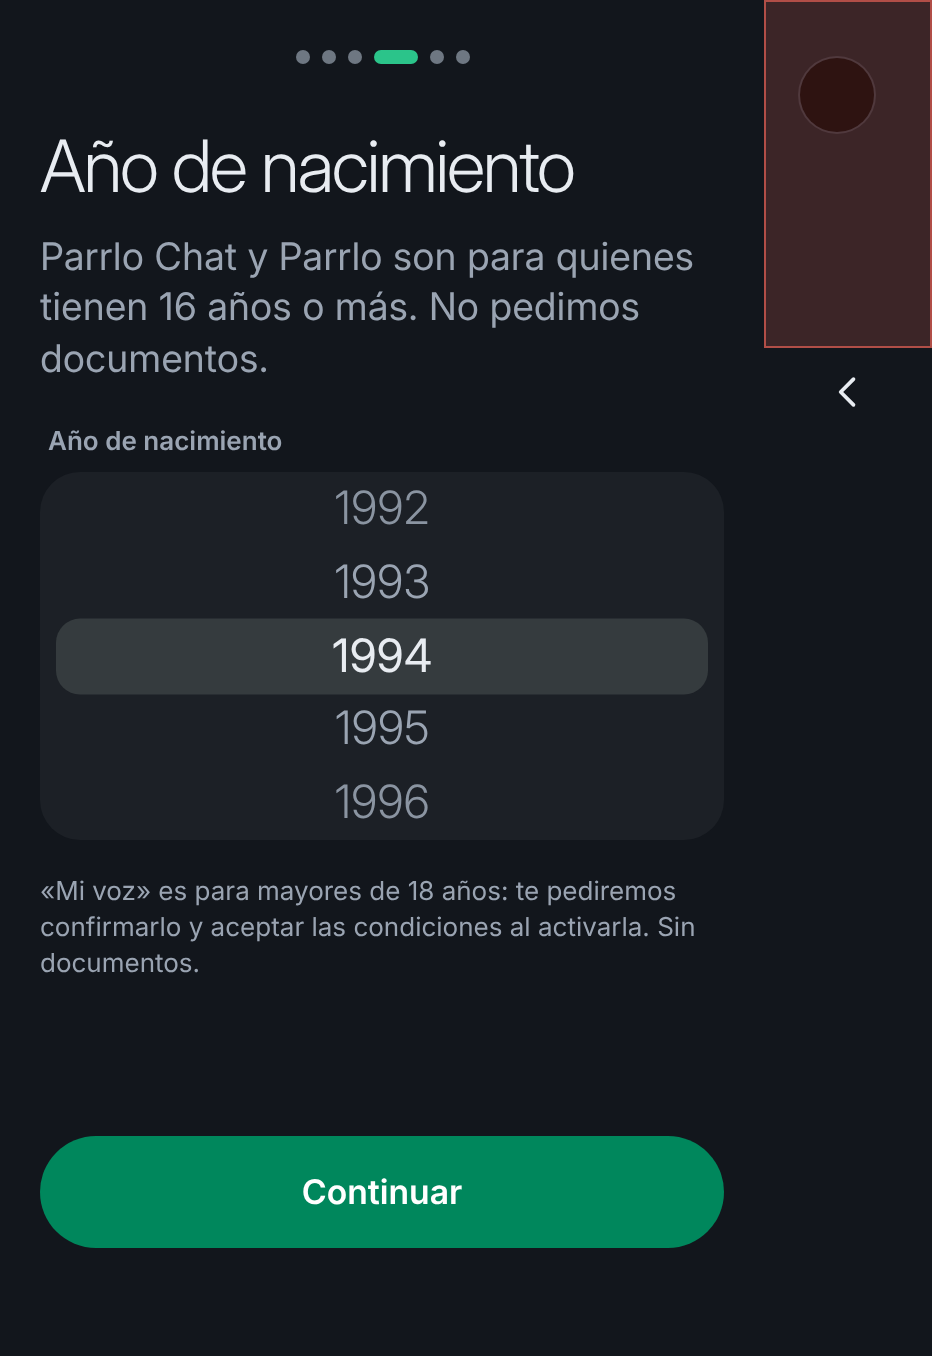 Año de nacimiento
Parrlo Chat y Parrlo son para quienes
tienen 16 años o más. No pedimos
documentos.
Año de nacimiento
1992
1993
1994
1995
1996
«Mi voz» es para mayores de 18 años: te pediremos
confirmarlo y aceptar las condiciones al activarla. Sin
documentos.
Continuar